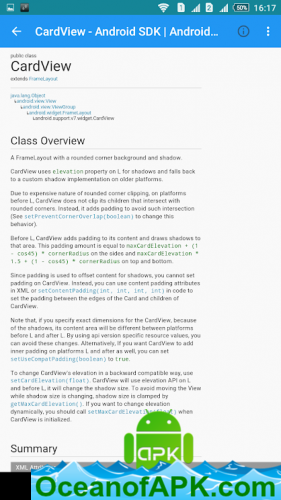 50%
16:17
CardView - Android SDK | Android...
public class
CardView
extends FrameLayout
java.lang.Object
android.view.View
android.view.ViewGroup
android.widget.FrameLayout
android.support.v7.widget.CardView
Class Overview
A FrameLayout with a rounded corner background and shadow.
CardView uses elevation property on L for shadows and falls back
to a custom shadow implementation on older platforms.
Due to expensive nature of rounded corner clipping, on platforms
before L, CardView does not clip its children that intersect with
rounded corners. Instead, it adds padding to avoid such intersection
(See setPreventCornerOverlap(boolean) to change this
behavior).
Before L, CardView adds padding to its content and draws shadows to
that area. This padding amount is equal to maxCardElevation + (1
- cos45) * cornerRadius on the sides and maxCardElevation *
1.5 + (1 - cos45) * cornerRadius on top and bottom.
Since padding is used to offset content for shadows, you cannot set
padding on CardView. Instead, you can use content padding attributes
in XML or setContentPadding(int, int, int, int) in code to
set the padding between the edges of the Card and children of
CardView.
Note that, if you specify exact dimensions for the CardView, because
of the shadows, its content area will be different between platforms
before L and after L. By using api version specific resource values, you
can avoid these changes. Alternatively, If you want CardView to add
inner padding on platforms L and after as well, you can set
setUseCompatPadding(boolean) to true.
To change CardView's elevation in a backward compatible way, use
setCardElevation(float). CardView will use elevation API on L
and before L, it will change the shadow size. To avoid moving the View
while shadow size is changing, shadow size is clamped by
getMaxCardElevation(). If you want to change elevation
dynamically, you should call setMaxCardElevation when
CardView is initialized.
Summary
XML
APK
OceanofAPK.com